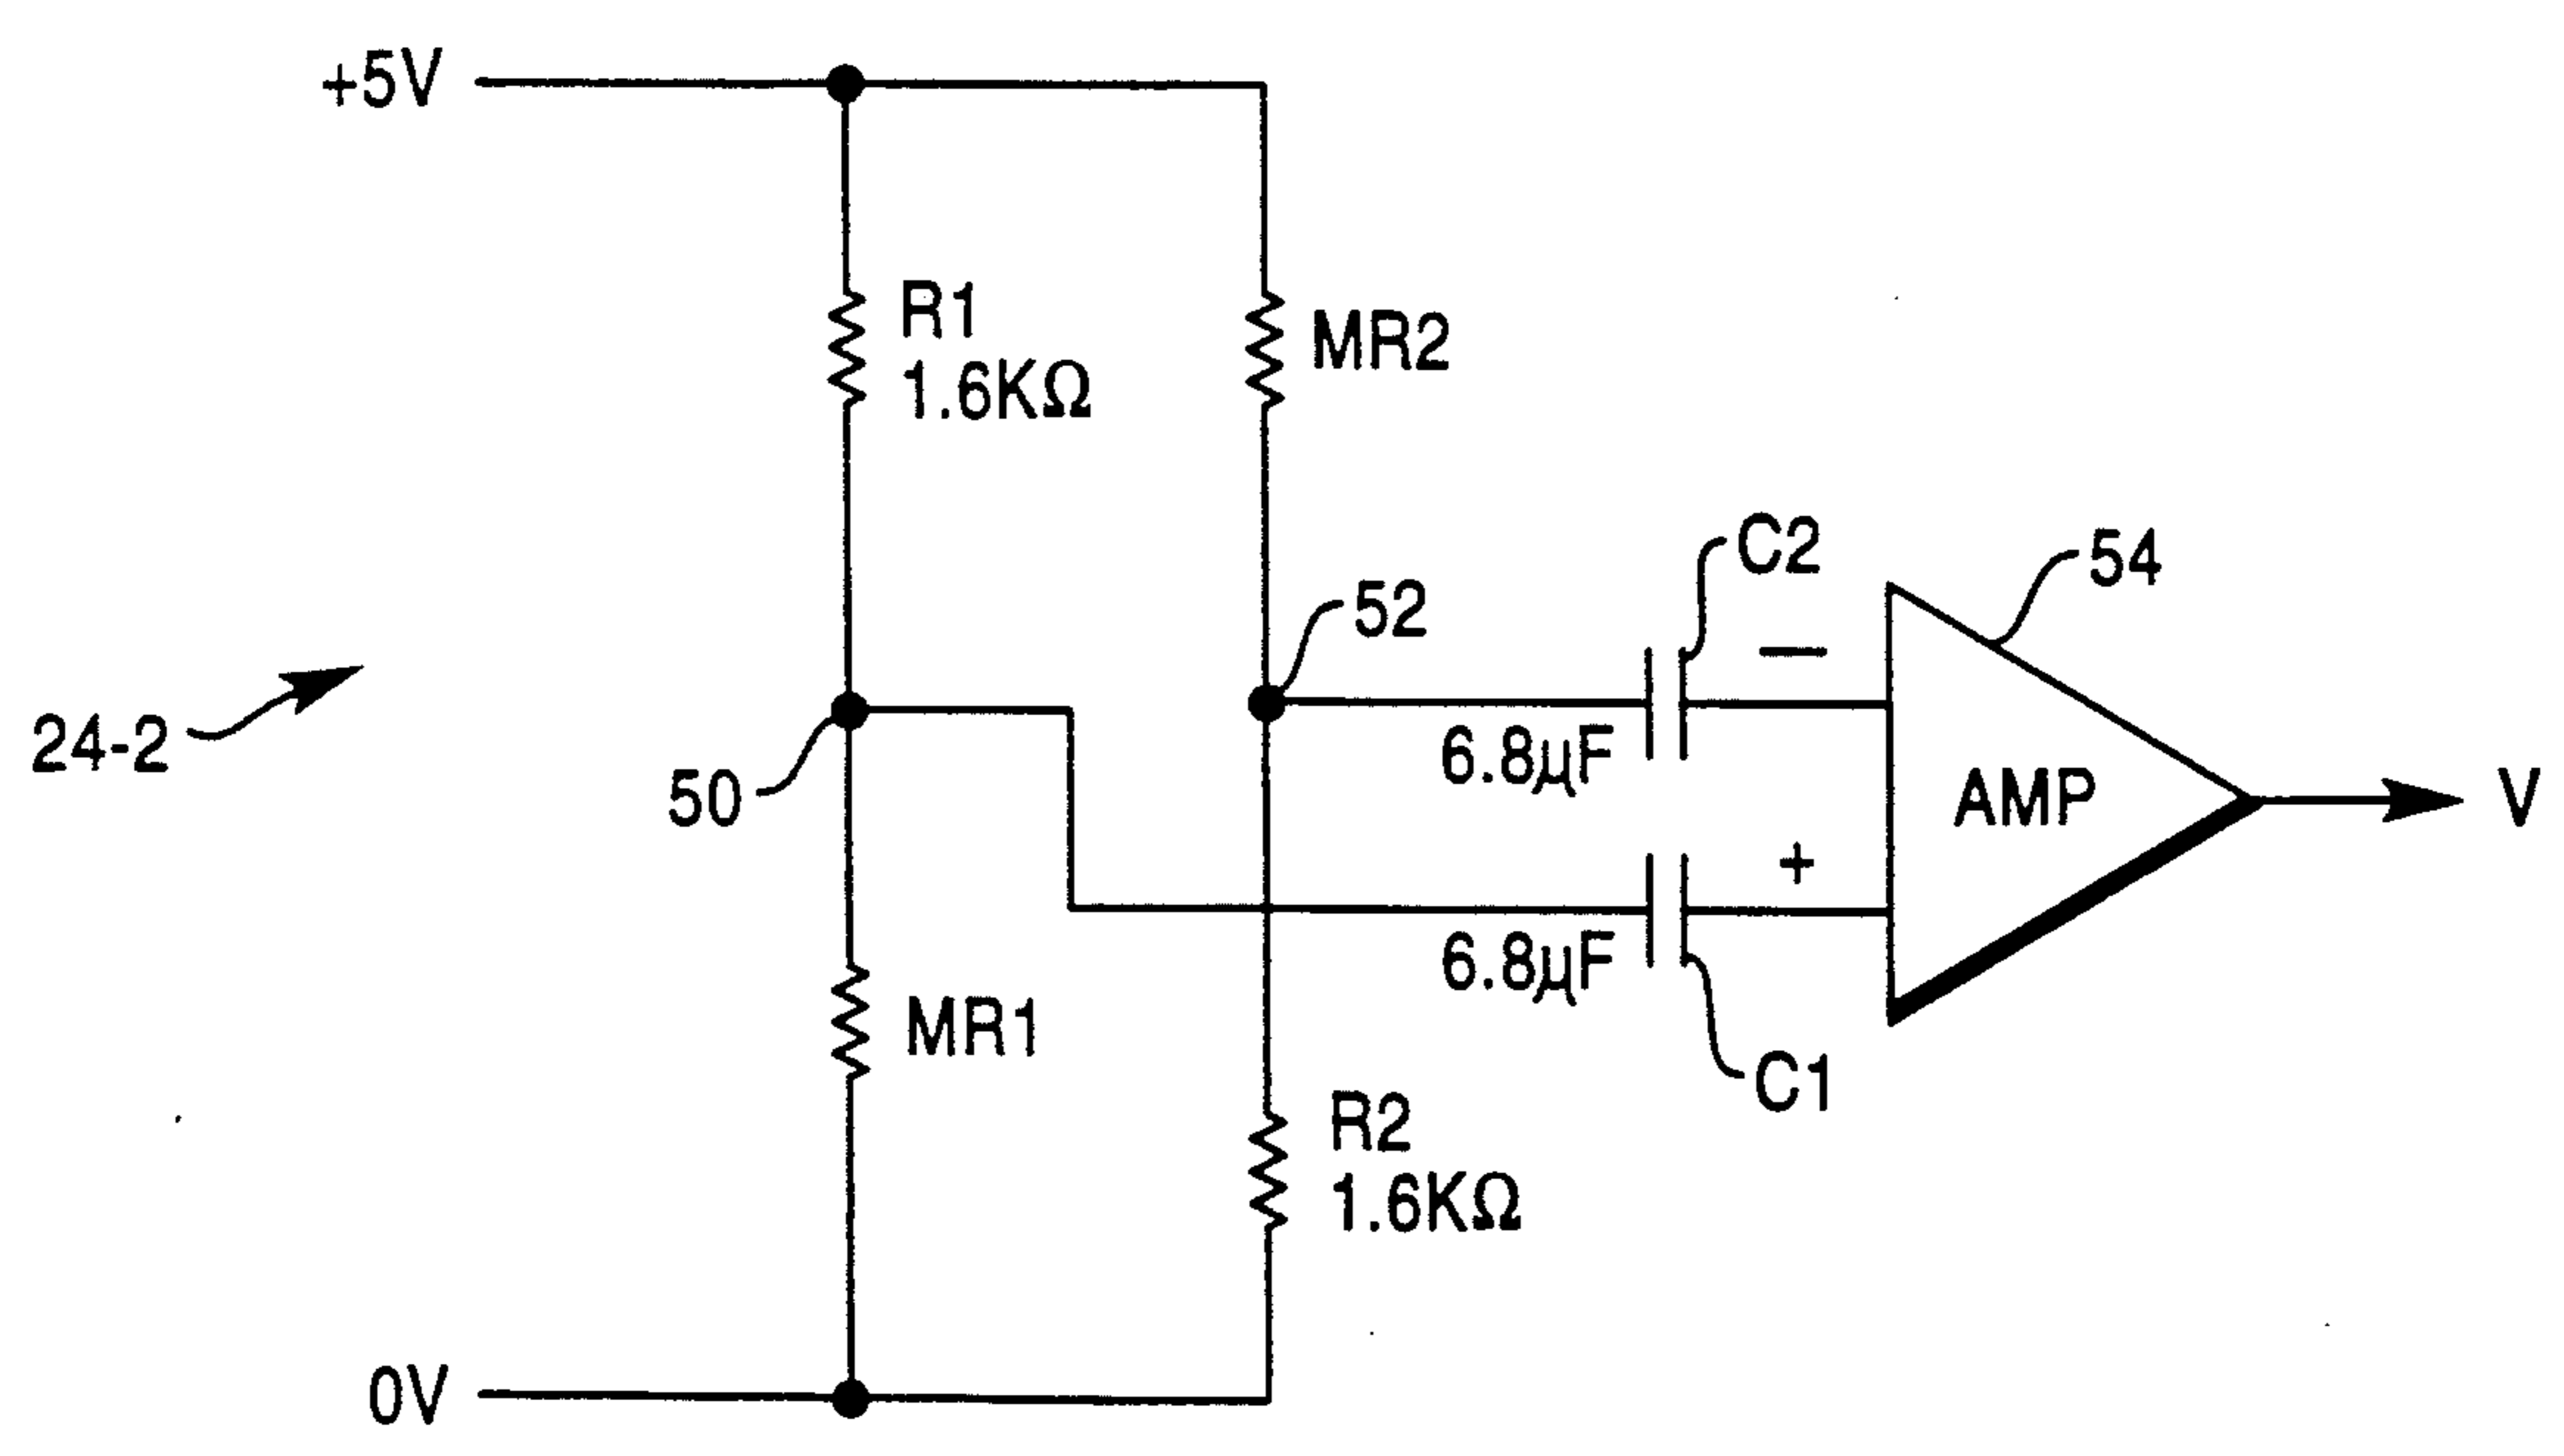 +5V
R1
1.6KΩ
MR2
C2
54
52
24-2
50
6.8µF
—
AMP
V
+
6.8µF
MR1
C1
R2
1.6KΩ
0V